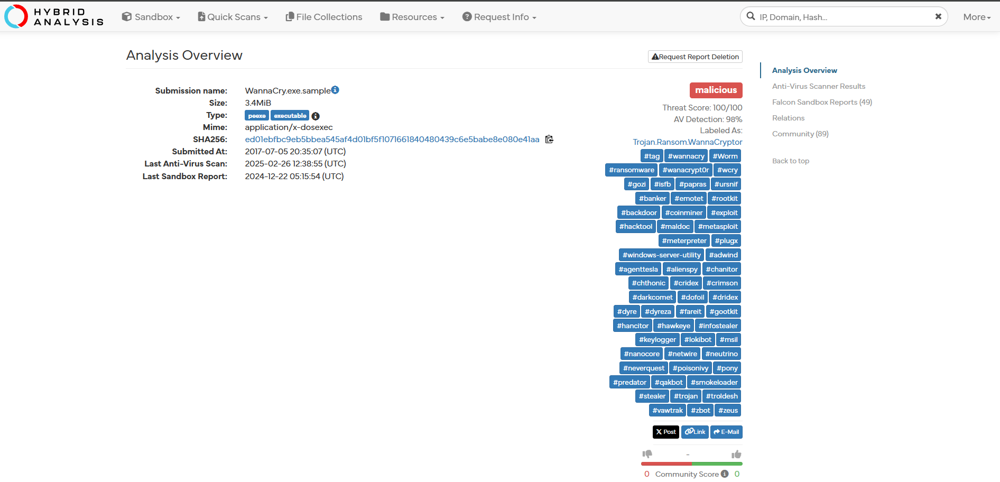 HYBRID
ANALYSIS
Sandbox
Quick Scans
File Collections
Resources
Request Info
IP, Domain, Hash...
More
Analysis Overview
Request Report Deletion
Submission name: WannaCry.exe.sample
Size: 3.4MiB
Type: peexe executable
Mime: application/x-dosexec
SHA256: ed01ebfbc9eb5bbea545af4d01bf5f1071661840480439c6e5babe8e080e41aa
Submitted At: 2017-07-05 20:35:07 (UTC)
Last Anti-Virus Scan: 2025-02-26 12:38:55 (UTC)
Last Sandbox Report: 2024-12-22 05:15:54 (UTC)
malicious
Threat Score: 100/100
AV Detection: 98%
Labeled As:
Trojan.Ransom.WannaCryptor
#tag #wannacry #Worm
#ransomware #wanacrypt0r #wcry
#gozi #isfb #papras #ursnif
#banker #emotet #rootkit
#backdoor #coinminer #exploit
#hacktool #maldoc #metasploit
#meterpreter #plugx
#windows-server-utility #adwind
#agenttesla #alienspy #chanitor
#chthonic #cridex #crimson
#darkcomet #dofoil #dridex
#dyre #dyreza #fareit #gootkit
#hancitor #hawkeye #infostealer
#keylogger #lokibot #msil
#nanocore #netwire #neutrino
#neverquest #poisonivy #pony
#predator #qakbot #smokeloader
#stealer #trojan #troldesh
#vawtrak #zbot #zeus
X Post Link E-Mail
-
0 Community Score 0
Analysis Overview
Anti-Virus Scanner Results
Falcon Sandbox Reports (49)
Relations
Community (89)
Back to top